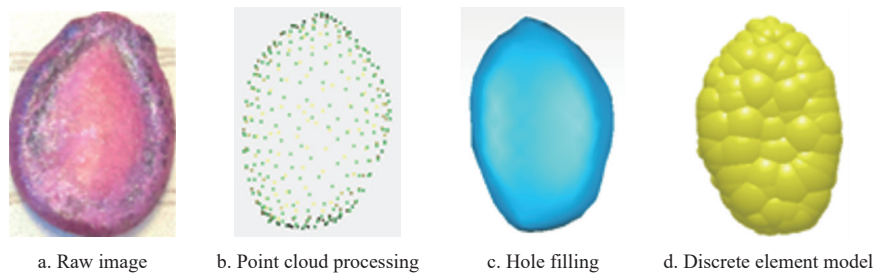 a. Raw image
b. Point cloud processing
c. Hole filling
d. Discrete element model